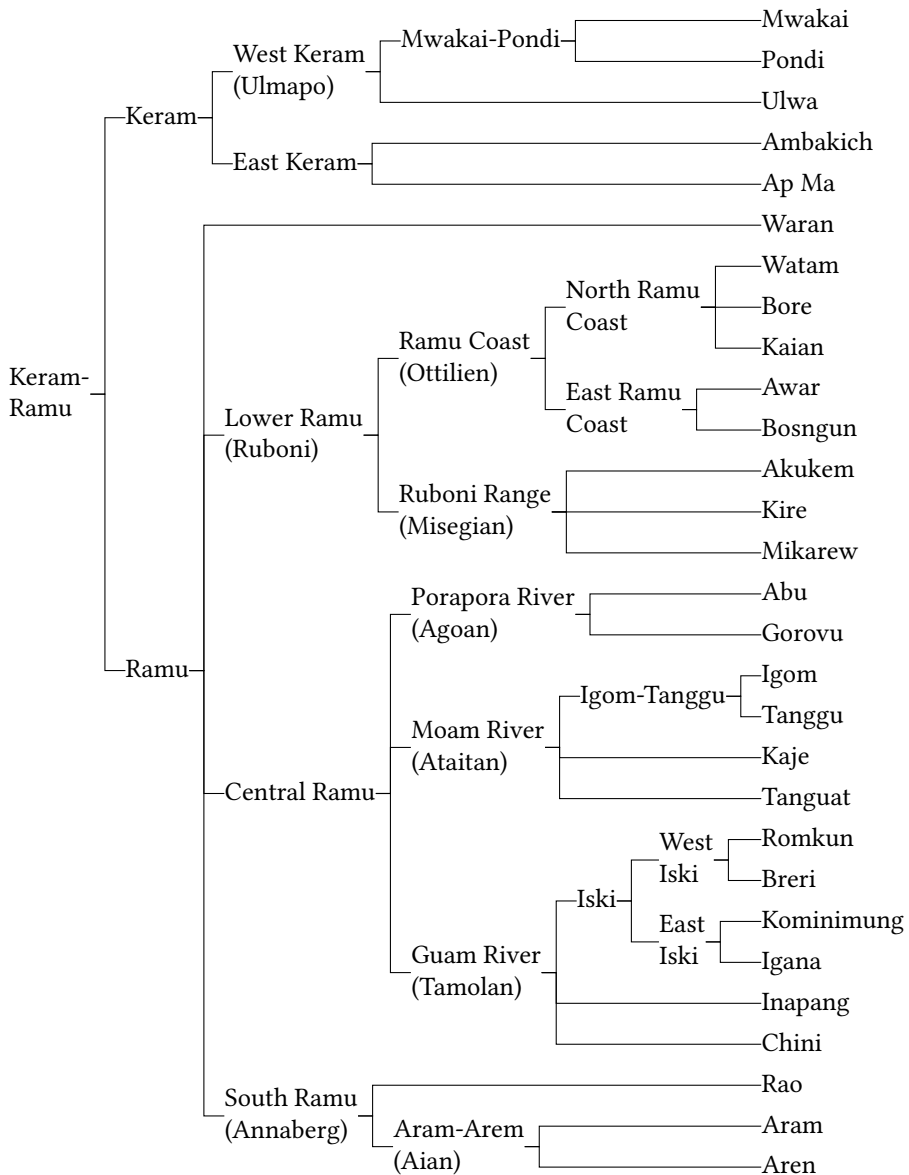 Mwakai
West Keram
(Ulmapo)
Mwakai-Pondi
Pondi
Ulwa
Keram
East Keram
Ambakich
Ap Ma
Waran
Watam
North Ramu
Coast
Bore
Kaian
Ramu Coast
(Ottilien)
Keram-
Ramu
Awar
East Ramu
Coast
Bosngun
Lower Ramu
(Ruboni)
Akukem
Ruboni Range
(Misegian)
Kire
Mikarew
Abu
Porapora River
(Agoan)
Gorovu
Ramu
Igom
Igom-Tanggu
Tanggu
Moam River
(Ataitan)
Kaje
Central Ramu
Tanguat
Romkun
West
Iski
Breri
Iski
Kominimung
East
Iski
Igana
Guam River
(Tamolan)
Inapang
Chini
Rao
South Ramu
(Annaberg)
Aram
Aram-Arem
(Aian)
Aren